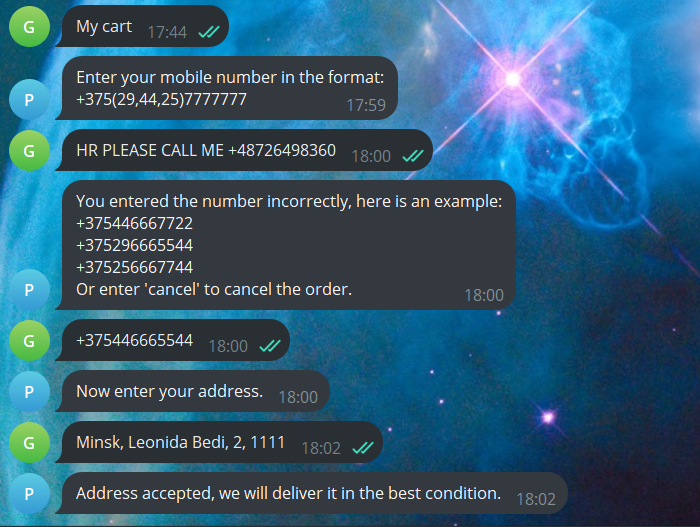 G
My cart 17:44
Enter your mobile number in the format:
P
+375(29,44,25)7777777 17:59
G
HR PLEASE CALL ME +48726498360 18:00
You entered the number incorrectly, here is an example:
+375446667722
+375296665544
+375256667744
P
Or enter 'cancel' to cancel the order. 18:00
G
+375446665544 18:00
P
Now enter your address. 18:00
G
Minsk, Leonida Bedi, 2, 1111 18:02
P
Address accepted, we will deliver it in the best condition. 18:02